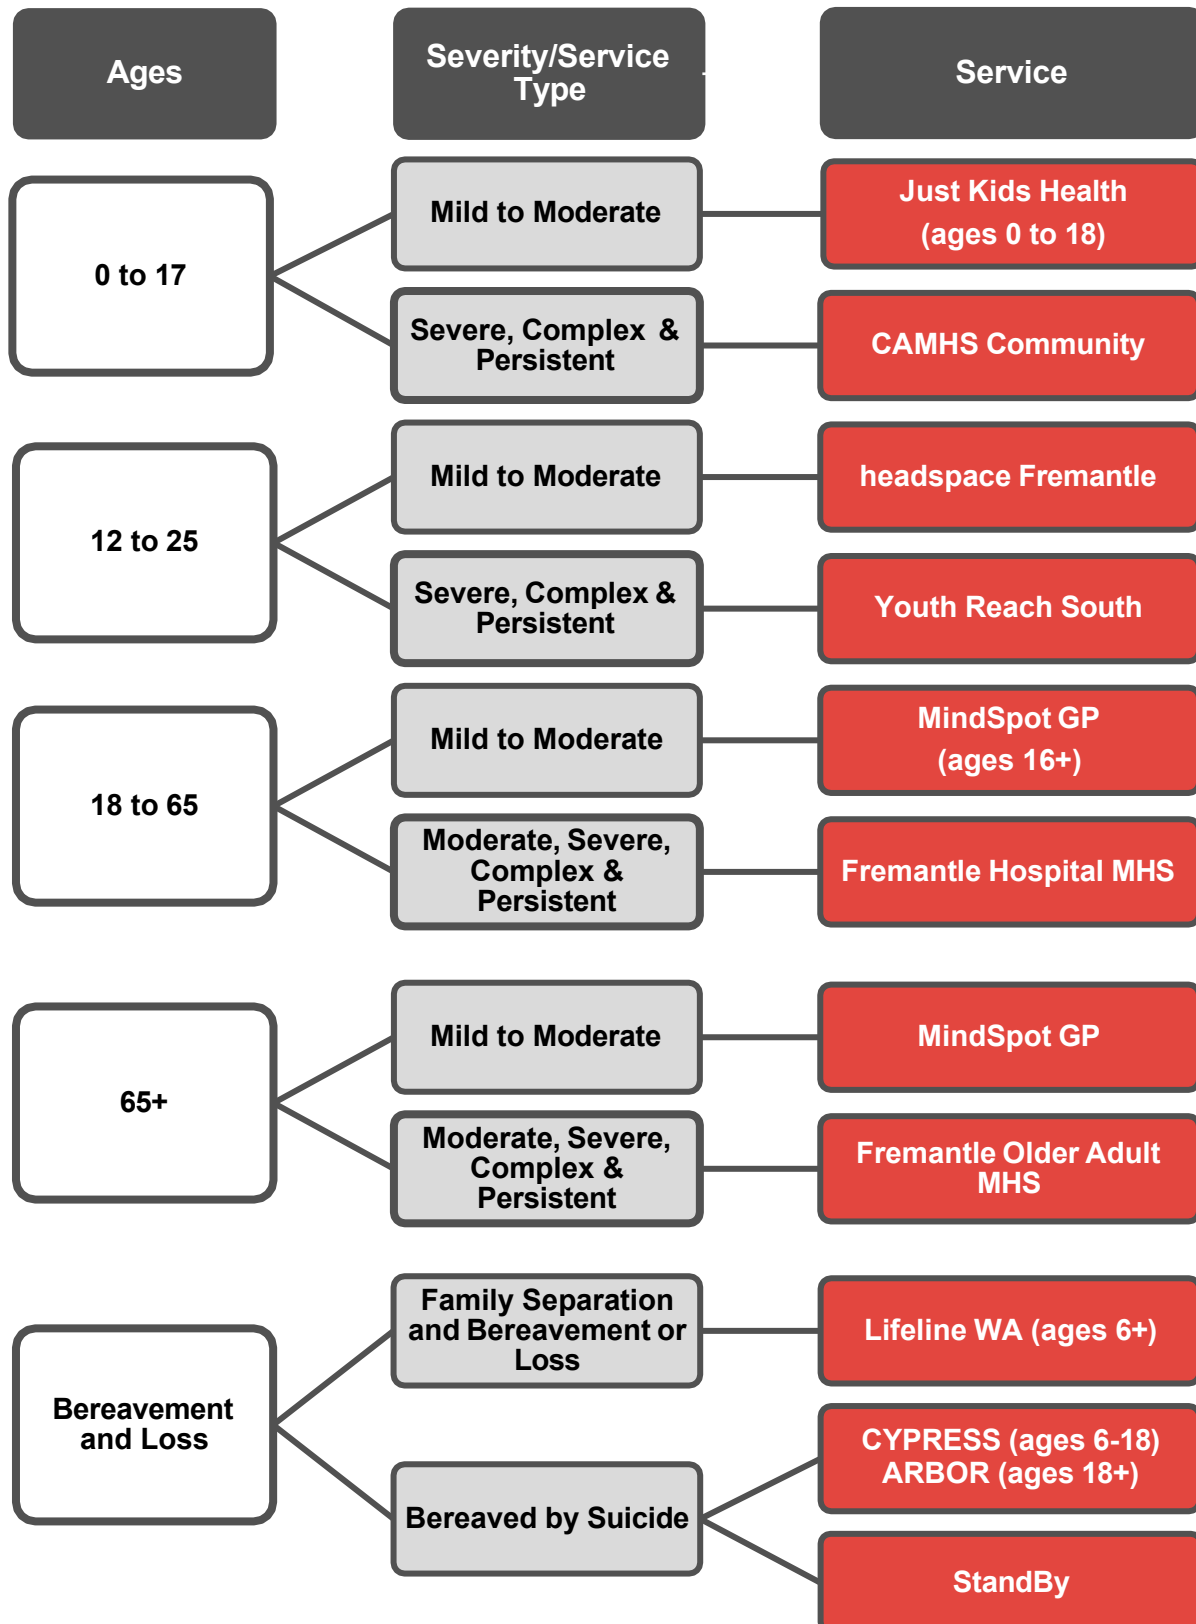 Ages
Severity/Service
Type
Service
0 to 17
Mild to Moderate
Just Kids Health
(ages 0 to 18)
Severe, Complex &
Persistent
CAMHS Community
12 to 25
Mild to Moderate
headspace Fremantle
Severe, Complex &
Persistent
Youth Reach South
18 to 65
Mild to Moderate
MindSpot GP
(ages 16+)
Moderate, Severe,
Complex &
Persistent
Fremantle Hospital MHS
65+
Mild to Moderate
MindSpot GP
Moderate, Severe,
Complex &
Persistent
Fremantle Older Adult
MHS
Bereavement
and Loss
Family Separation
and Bereavement or
Loss
Lifeline WA (ages 6+)
Bereaved by Suicide
CYPRESS (ages 6-18)
ARBOR (ages 18+)
StandBy